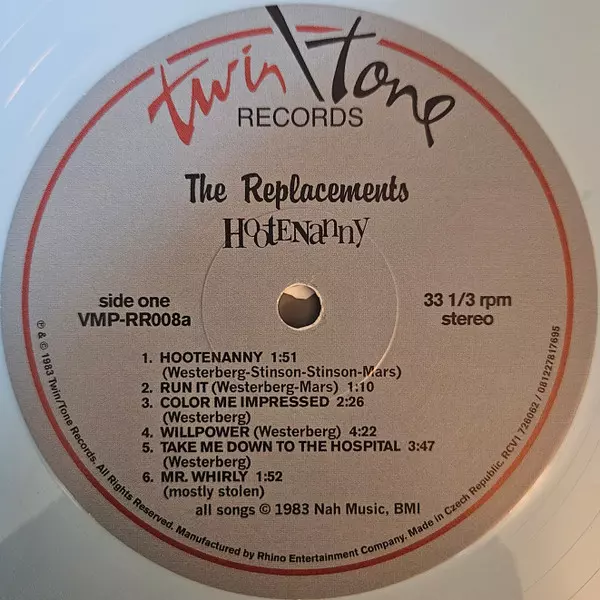 twin\tone
RECORDS
The Replacements
HootENanny
side one
VMP-RR008a
33 1/3 rpm
stereo
1. HOOTENANNY 1:51
(Westerberg-Stinson-Stinson-Mars)
2. RUN IT (Westerberg-Mars) 1:10
3. COLOR ME IMPRESSED 2:26
(Westerberg)
4. WILLPOWER (Westerberg) 4:22
5. TAKE ME DOWN TO THE HOSPITAL 3:47
(Westerberg)
6. MR. WHIRLY 1:52
(mostly stolen)
all songs © 1983 Nah Music, BMI
℗ & © 1983 Twin/Tone Records. All Rights Reserved. Manufactured by Rhino Entertainment Company. Made in Czech Republic. RCV1 726062 / 081227817695